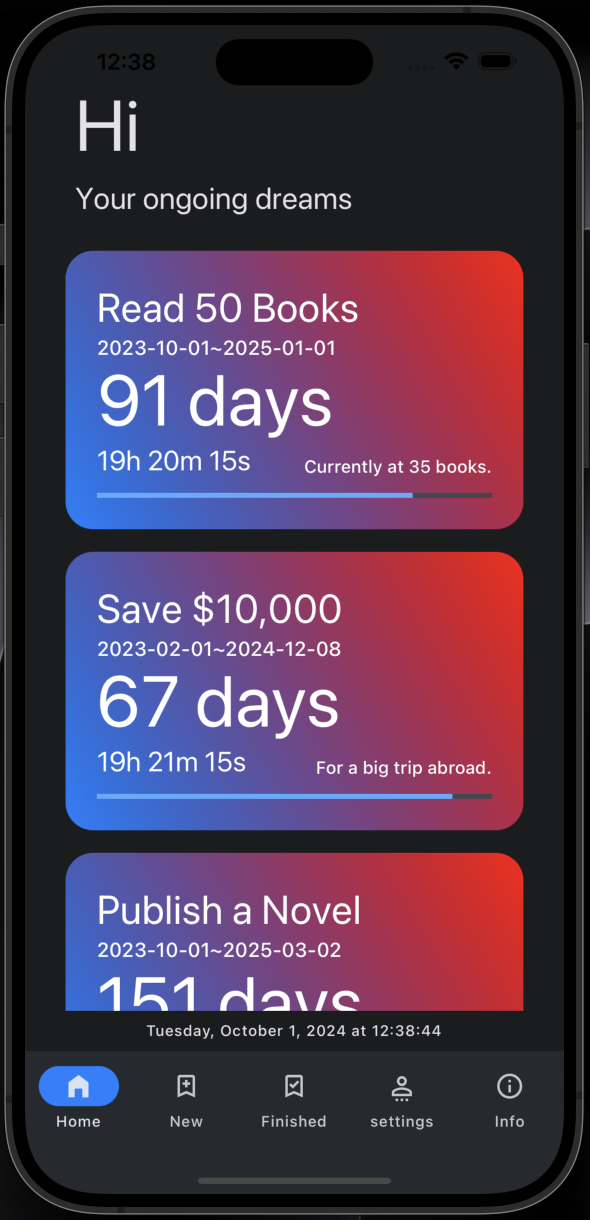 12:38
Hi
Your ongoing dreams
Read 50 Books
2023-10-01~2025-01-01
91 days
19h 20m 15s
Currently at 35 books.
Save $10,000
2023-02-01~2024-12-08
67 days
19h 21m 15s
For a big trip abroad.
Publish a Novel
2023-10-01~2025-03-02
151 days
Tuesday, October 1, 2024 at 12:38:44
Home
New
Finished
settings
Info